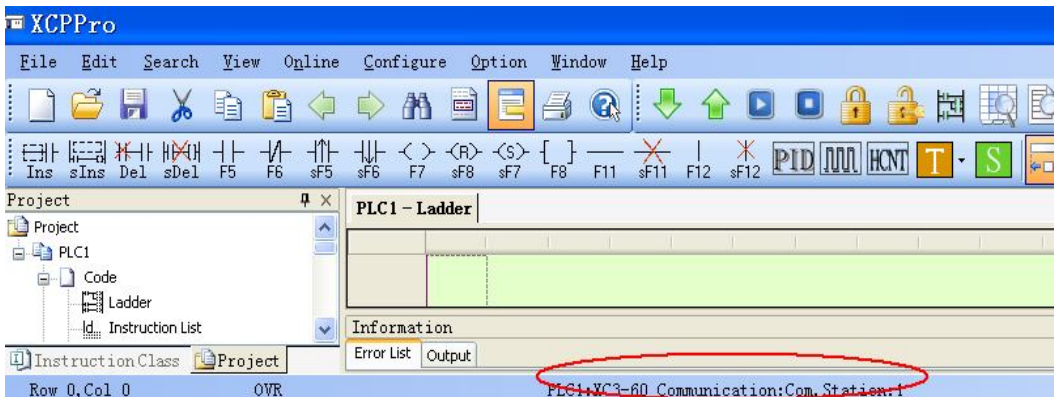 XCPPro
File Edit Search View Online Configure Option Window Help
Ins sIns Del sDel F5 F6 sF5 sF6 F7 sF8 sF7 F8 F11 sF11 F12 sF12 PID HCNT T S
Project
PLC1 - Ladder
Project
PLC1
Code
Ladder
Instruction List
Information
Instruction Class Project
Error List Output
Row 0,Col 0 OVR PLC1:XC3-60 Communication:Com,Station:1